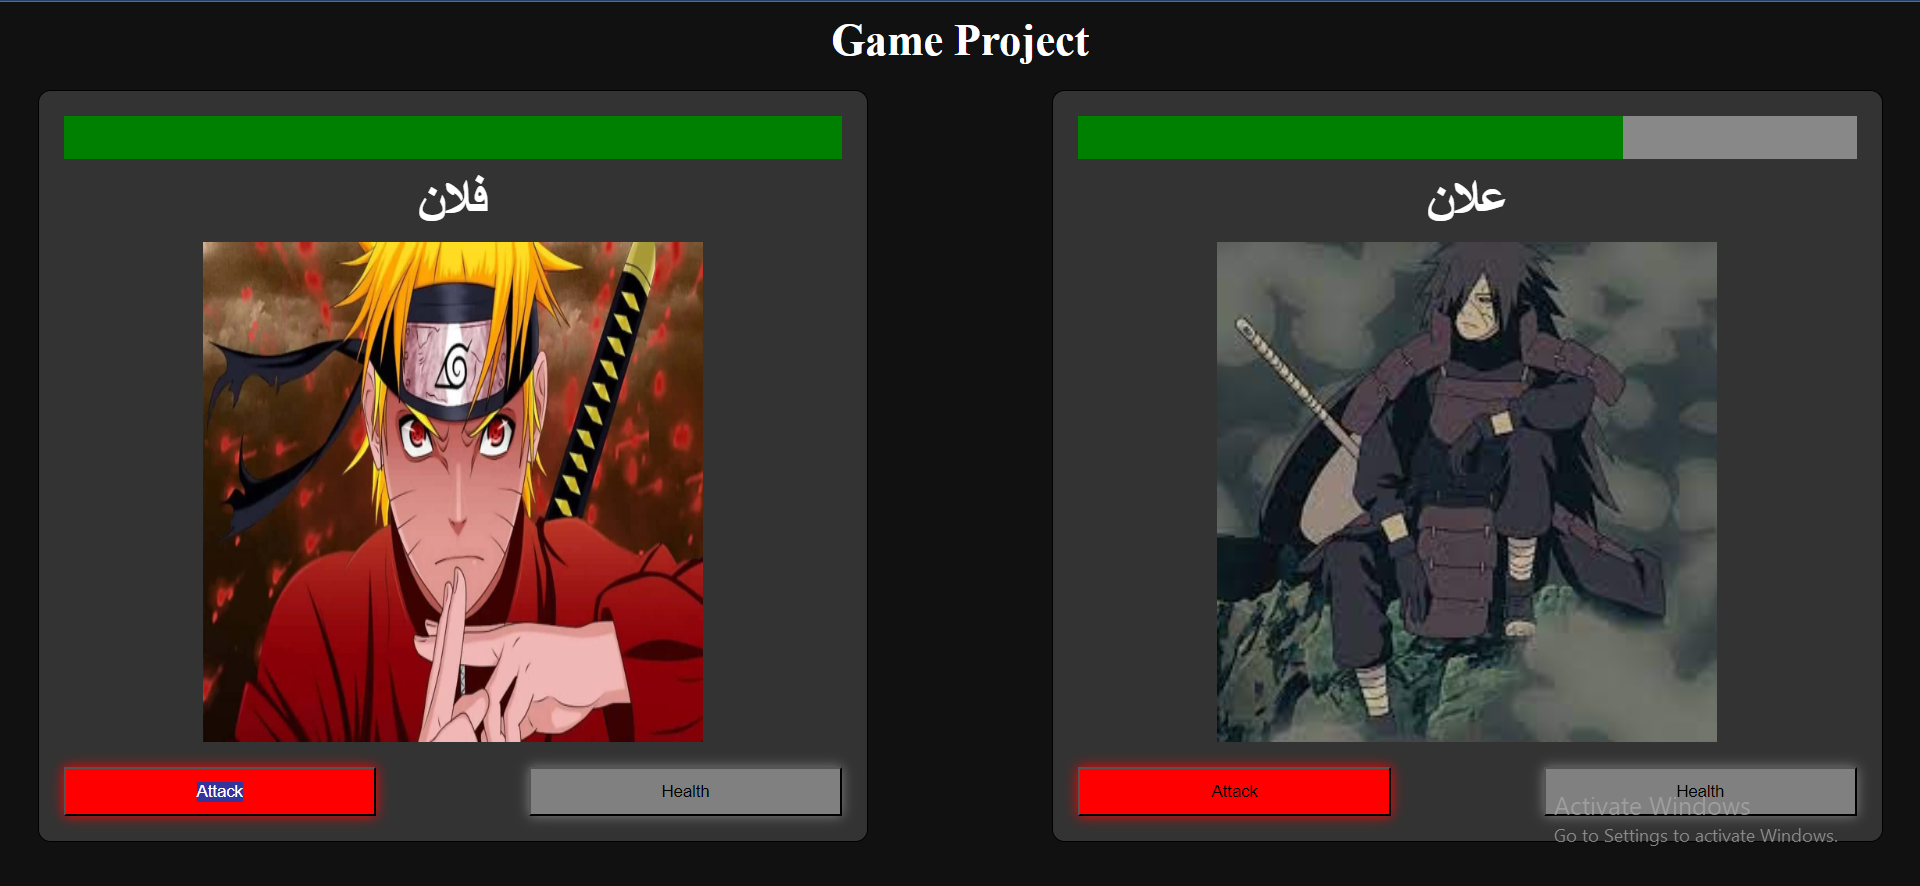 Game Project
فلان
علان
Attack
Health
Attack
Health
Activate Windows
Go to Settings to activate Windows.